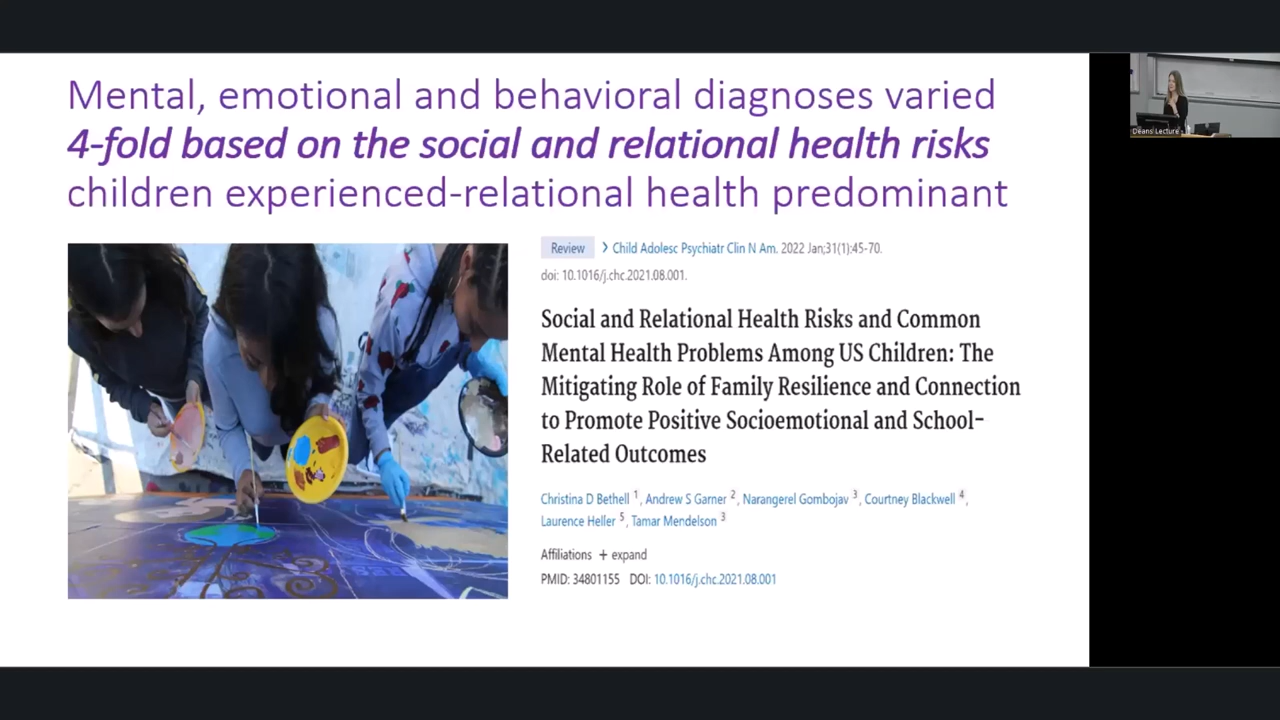 Mental, emotional and behavioral diagnoses varied
4-fold based on the social and relational health risks
children experienced-relational health predominant
Review > Child Adolesc Psychiatr Clin N Am. 2022 Jan;31(1):45-70.
doi: 10.1016/j.chc.2021.08.001.
Social and Relational Health Risks and Common
Mental Health Problems Among US Children: The
Mitigating Role of Family Resilience and Connection
to Promote Positive Socioemotional and School-
Related Outcomes
Christina D Bethell 1, Andrew S Garner 2, Narangerel Gombojav 3, Courtney Blackwell 4,
Laurence Heller 5, Tamar Mendelson 3
Affiliations + expand
PMID: 34801155 DOI: 10.1016/j.chc.2021.08.001
Deans Lecture